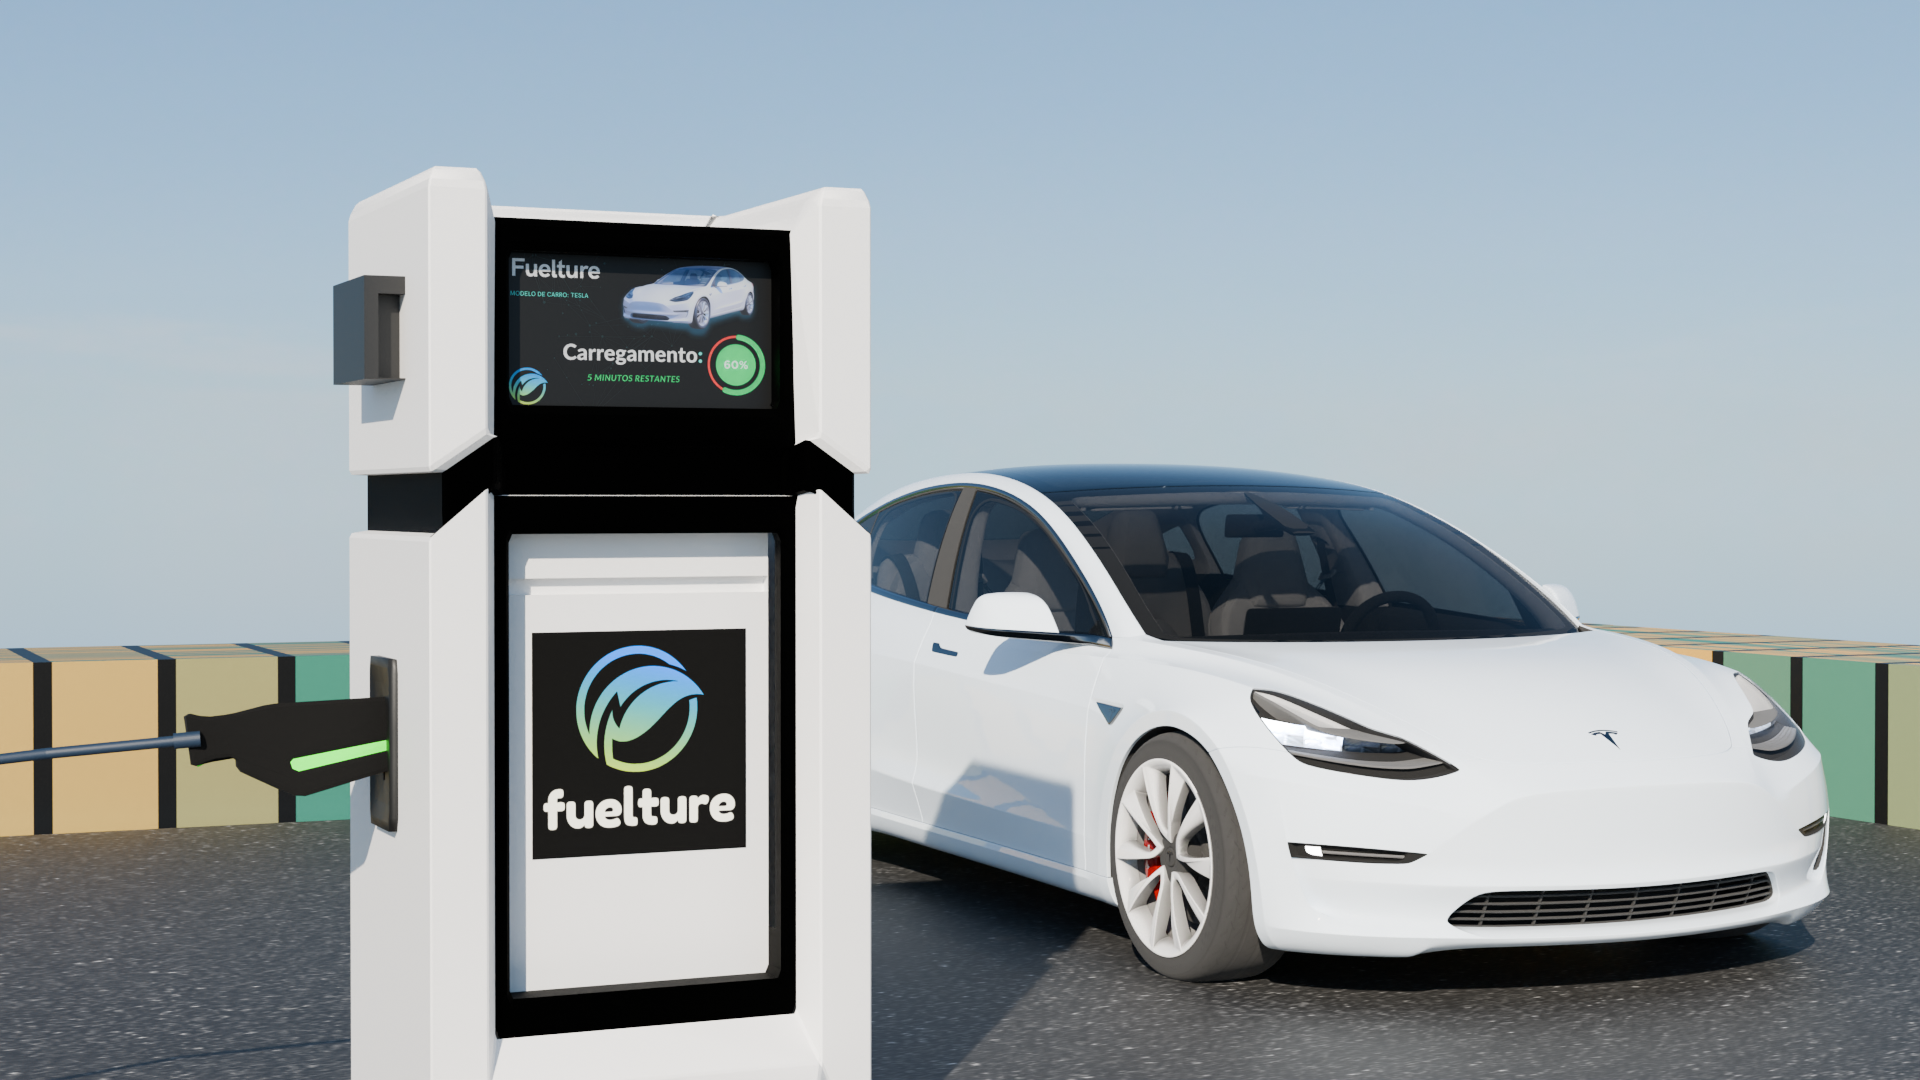 Fuelture
MODELO DE CARRO: TESLA
Carregamento:
60%
5 MINUTOS RESTANTES
fuelture